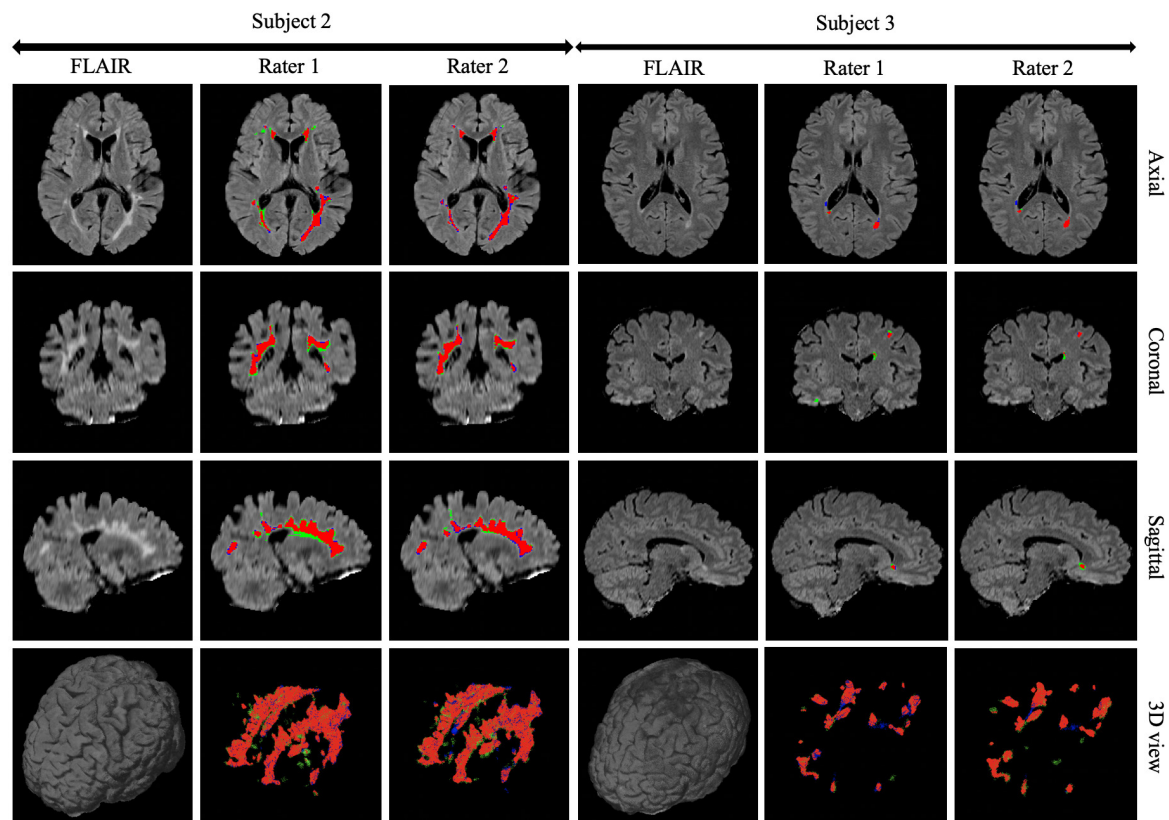 Subject 2
Subject 3
FLAIR
Rater 1
Rater 2
FLAIR
Rater 1
Rater 2
Axial
Coronal
Sagittal
3D view